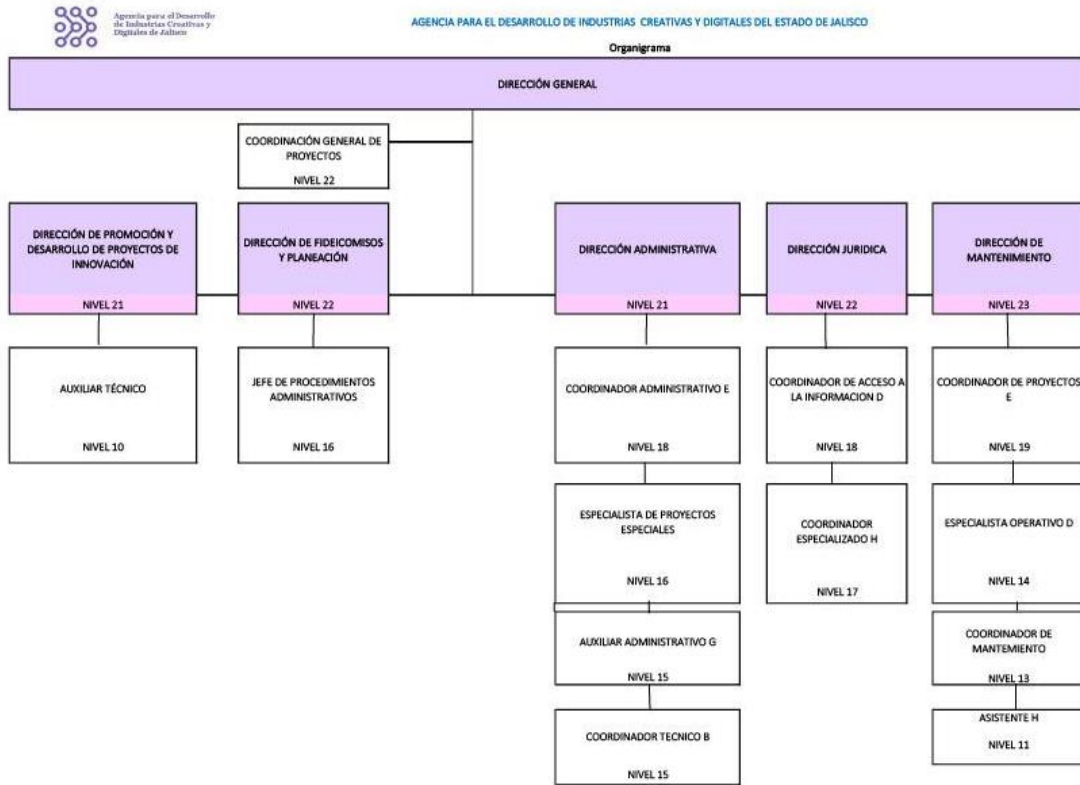 Agencia para el Desarrollo
de Industrias Creativas y
Digitales de Jalisco
AGENCIA PARA EL DESARROLLO DE INDUSTRIAS CREATIVAS Y DIGITALES DEL ESTADO DE JALISCO
Organigrama
DIRECCIÓN GENERAL
COORDINACIÓN GENERAL DE
PROYECTOS
NIVEL 22
DIRECCIÓN DE PROMOCIÓN Y
DESARROLLO DE PROYECTOS DE
INNOVACIÓN
NIVEL 21
DIRECCIÓN DE FIDEICOMISOS
Y PLANEACIÓN
NIVEL 22
DIRECCIÓN ADMINISTRATIVA
NIVEL 21
DIRECCIÓN JURIDICA
NIVEL 22
DIRECCIÓN DE
MANTENIMIENTO
NIVEL 23
AUXILIAR TÉCNICO
NIVEL 10
JEFE DE PROCEDIMIENTOS
ADMINISTRATIVOS
NIVEL 16
COORDINADOR ADMINISTRATIVO E
NIVEL 18
COORDINADOR DE ACCESO A
LA INFORMACION D
NIVEL 18
COORDINADOR DE PROYECTOS
E
NIVEL 19
ESPECIALISTA DE PROYECTOS
ESPECIALES
NIVEL 16
COORDINADOR
ESPECIALIZADO H
NIVEL 17
ESPECIALISTA OPERATIVO D
NIVEL 14
AUXILIAR ADMINISTRATIVO G
NIVEL 15
COORDINADOR DE
MANTEMIENTO
NIVEL 13
COORDINADOR TECNICO B
NIVEL 15
ASISTENTE H
NIVEL 11